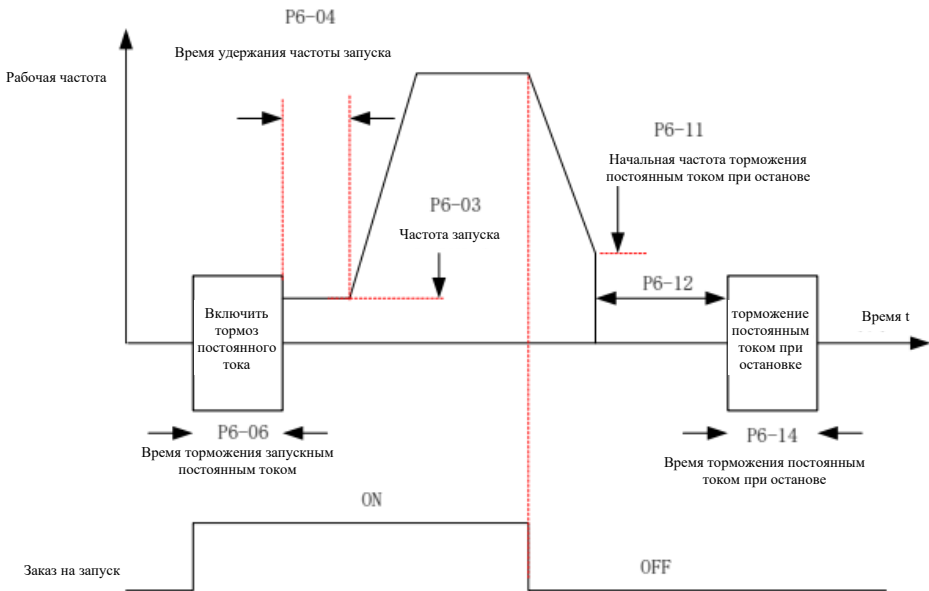 P6-04
Время удержания частоты запуска
Рабочая частота
P6-11
Начальная частота торможения
постоянным током при останове
P6-03
Частота запуска
P6-12
Включить
тормоз
постоянного
тока
торможение
постоянным
током при
остановке
Время t
P6-06
Время торможения запускным
постоянным током
P6-14
Время торможения постоянным
током при останове
ON
Заказ на запуск
OFF